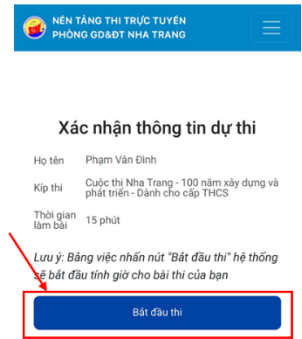 NỀN TẢNG THI TRỰC TUYẾN
PHÒNG GD&ĐT NHA TRANG
Xác nhận thông tin dự thi
Họ tên Phạm Văn Đình
Kíp thi Cuộc thi Nha Trang - 100 năm xây dựng và
phát triển - Dành cho cấp THCS
Thời gian
làm bài 15 phút
Lưu ý: Bằng việc nhấn nút "Bắt đầu thi" hệ thống
sẽ bắt đầu tính giờ cho bài thi của bạn
Bắt đầu thi